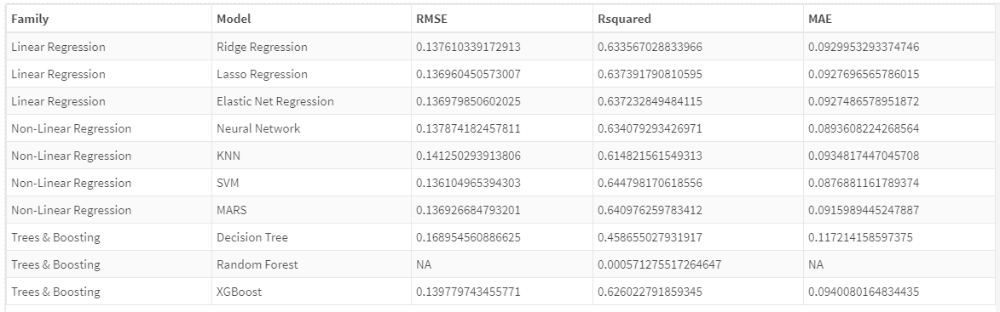 Family Model RMSE Rsquared MAE
Linear Regression Ridge Regression 0.137610339172913 0.633567028833966 0.0929953293374746
Linear Regression Lasso Regression 0.136960450573007 0.637391790810595 0.0927696565786015
Linear Regression Elastic Net Regression 0.136979850602025 0.637232849484115 0.0927486578951872
Non-Linear Regression Neural Network 0.137874182457811 0.634079293426971 0.0893608224268564
Non-Linear Regression KNN 0.141250293913806 0.614821561549313 0.0934817447045708
Non-Linear Regression SVM 0.136104965394303 0.644798170618556 0.0876881161789374
Non-Linear Regression MARS 0.136926684793201 0.640976259783412 0.0915989445247887
Trees & Boosting Decision Tree 0.168954560886625 0.458655027931917 0.117214158597375
Trees & Boosting Random Forest NA 0.000571275517264647 NA
Trees & Boosting XGBoost 0.139779743455771 0.626022791859345 0.0940080164834435